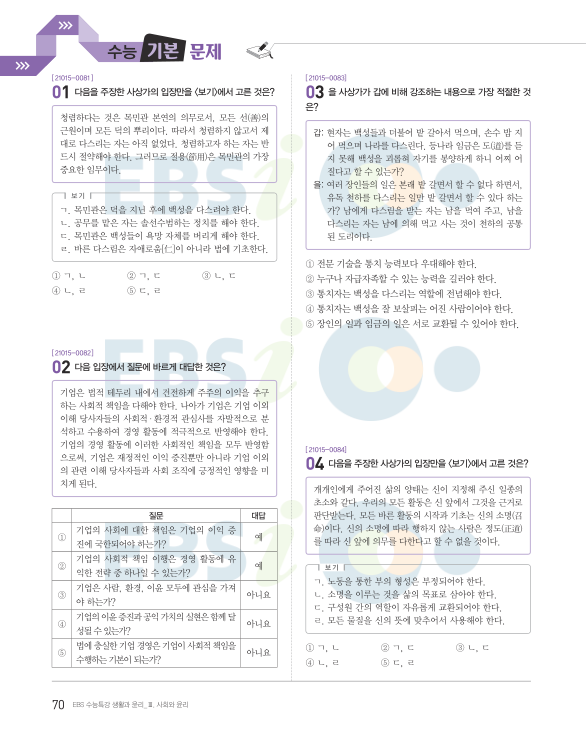 수능 기본 문제
[21015-0081]
01 다음을 주장한 사상가의 입장만을 <보기>에서 고른 것은?
청렴하다는 것은 목민관 본연의 의무로서, 모든 선(善)의
근원이며 모든 덕의 뿌리이다. 따라서 청렴하지 않고서 제
대로 다스리는 자는 아직 없었다. 청렴하고자 하는 자는 반
드시 절약해야 한다. 그러므로 절용(節用)은 목민관의 가장
중요한 임무이다.
보기
ㄱ. 목민관은 덕을 지닌 후에 백성을 다스려야 한다.
ㄴ. 공무를 맡은 자는 솔선수범하는 정치를 해야 한다.
ㄷ. 목민관은 백성들이 욕망 자체를 버리게 해야 한다.
ㄹ. 바른 다스림은 자애로움[仁]이 아니라 법에 기초한다.
① ㄱ, ㄴ ② ㄱ, ㄷ ③ ㄴ, ㄷ
④ ㄴ, ㄹ ⑤ ㄷ, ㄹ
[21015-0082]
02 다음 입장에서 질문에 바르게 대답한 것은?
기업은 법적 테두리 내에서 건전하게 주주의 이익을 추구
하는 사회적 책임을 다해야 한다. 나아가 기업은 기업 이외
이해 당사자들의 사회적·환경적 관심사를 자발적으로 분
석하고 수용하여 경영 활동에 적극적으로 반영해야 한다.
기업의 경영 활동에 이러한 사회적인 책임을 모두 반영함
으로써, 기업은 재정적인 이익 증진뿐만 아니라 기업 이외
의 관련 이해 당사자들과 사회 조직에 긍정적인 영향을 미
치게 된다.
질문 대답
① 기업의 사회에 대한 책임은 기업의 이익 증
진에 국한되어야 하는가? 예
② 기업의 사회적 책임 이행은 경영 활동에 유
익한 전략 중 하나일 수 있는가? 예
③ 기업은 사람, 환경, 이윤 모두에 관심을 가져
야 하는가? 아니요
④ 기업의 이윤 증진과 공익 가치의 실현은 함께 달
성될 수 있는가? 아니요
⑤ 법에 충실한 기업 경영은 기업이 사회적 책임을
수행하는 기본이 되는가? 아니요
[21015-0083]
03 을 사상가가 갑에 비해 강조하는 내용으로 가장 적절한 것
은?
갑: 현자는 백성들과 더불어 밭 갈아서 먹으며, 손수 밥 지
어 먹으며 나라를 다스린다. 등나라 임금은 도(道)를 듣
지 못해 백성을 괴롭혀 자기를 봉양하게 하니 어찌 어
질다고 할 수 있는가?
을: 여러 장인들의 일은 본래 밭 갈면서 할 수 없다 하면서,
유독 천하를 다스리는 일만 밭 갈면서 할 수 있다 하는
가? 남에게 다스림을 받는 자는 남을 먹여 주고, 남을
다스리는 자는 남에 의해 먹고 사는 것이 천하의 공통
된 도리이다.
① 전문 기술을 통치 능력보다 우대해야 한다.
② 누구나 자급자족할 수 있는 능력을 길러야 한다.
③ 통치자는 백성을 다스리는 역할에 전념해야 한다.
④ 통치자는 백성을 잘 보살피는 어진 사람이어야 한다.
⑤ 장인의 일과 임금의 일은 서로 교환될 수 있어야 한다.
[21015-0084]
04 다음을 주장한 사상가의 입장만을 <보기>에서 고른 것은?
개개인에게 주어진 삶의 양태는 신이 지정해 주신 일종의
초소와 같다. 우리의 모든 활동은 신 앞에서 그것을 근거로
판단받는다. 모든 바른 활동의 시작과 기초는 신의 소명(召
命)이다. 신의 소명에 따라 행하지 않는 사람은 정도(正道)
를 따라 신 앞에 의무를 다한다고 할 수 없을 것이다.
보기
ㄱ. 노동을 통한 부의 형성은 부정되어야 한다.
ㄴ. 소명을 이루는 것을 삶의 목표로 삼아야 한다.
ㄷ. 구성원 간의 역할이 자유롭게 교환되어야 한다.
ㄹ. 모든 물질을 신의 뜻에 맞추어서 사용해야 한다.
① ㄱ, ㄴ ② ㄱ, ㄷ ③ ㄴ, ㄷ
④ ㄴ, ㄹ ⑤ ㄷ, ㄹ
EBSi
EBSi
70 EBS 수능특강 생활과 윤리_ Ⅲ. 사회와 윤리